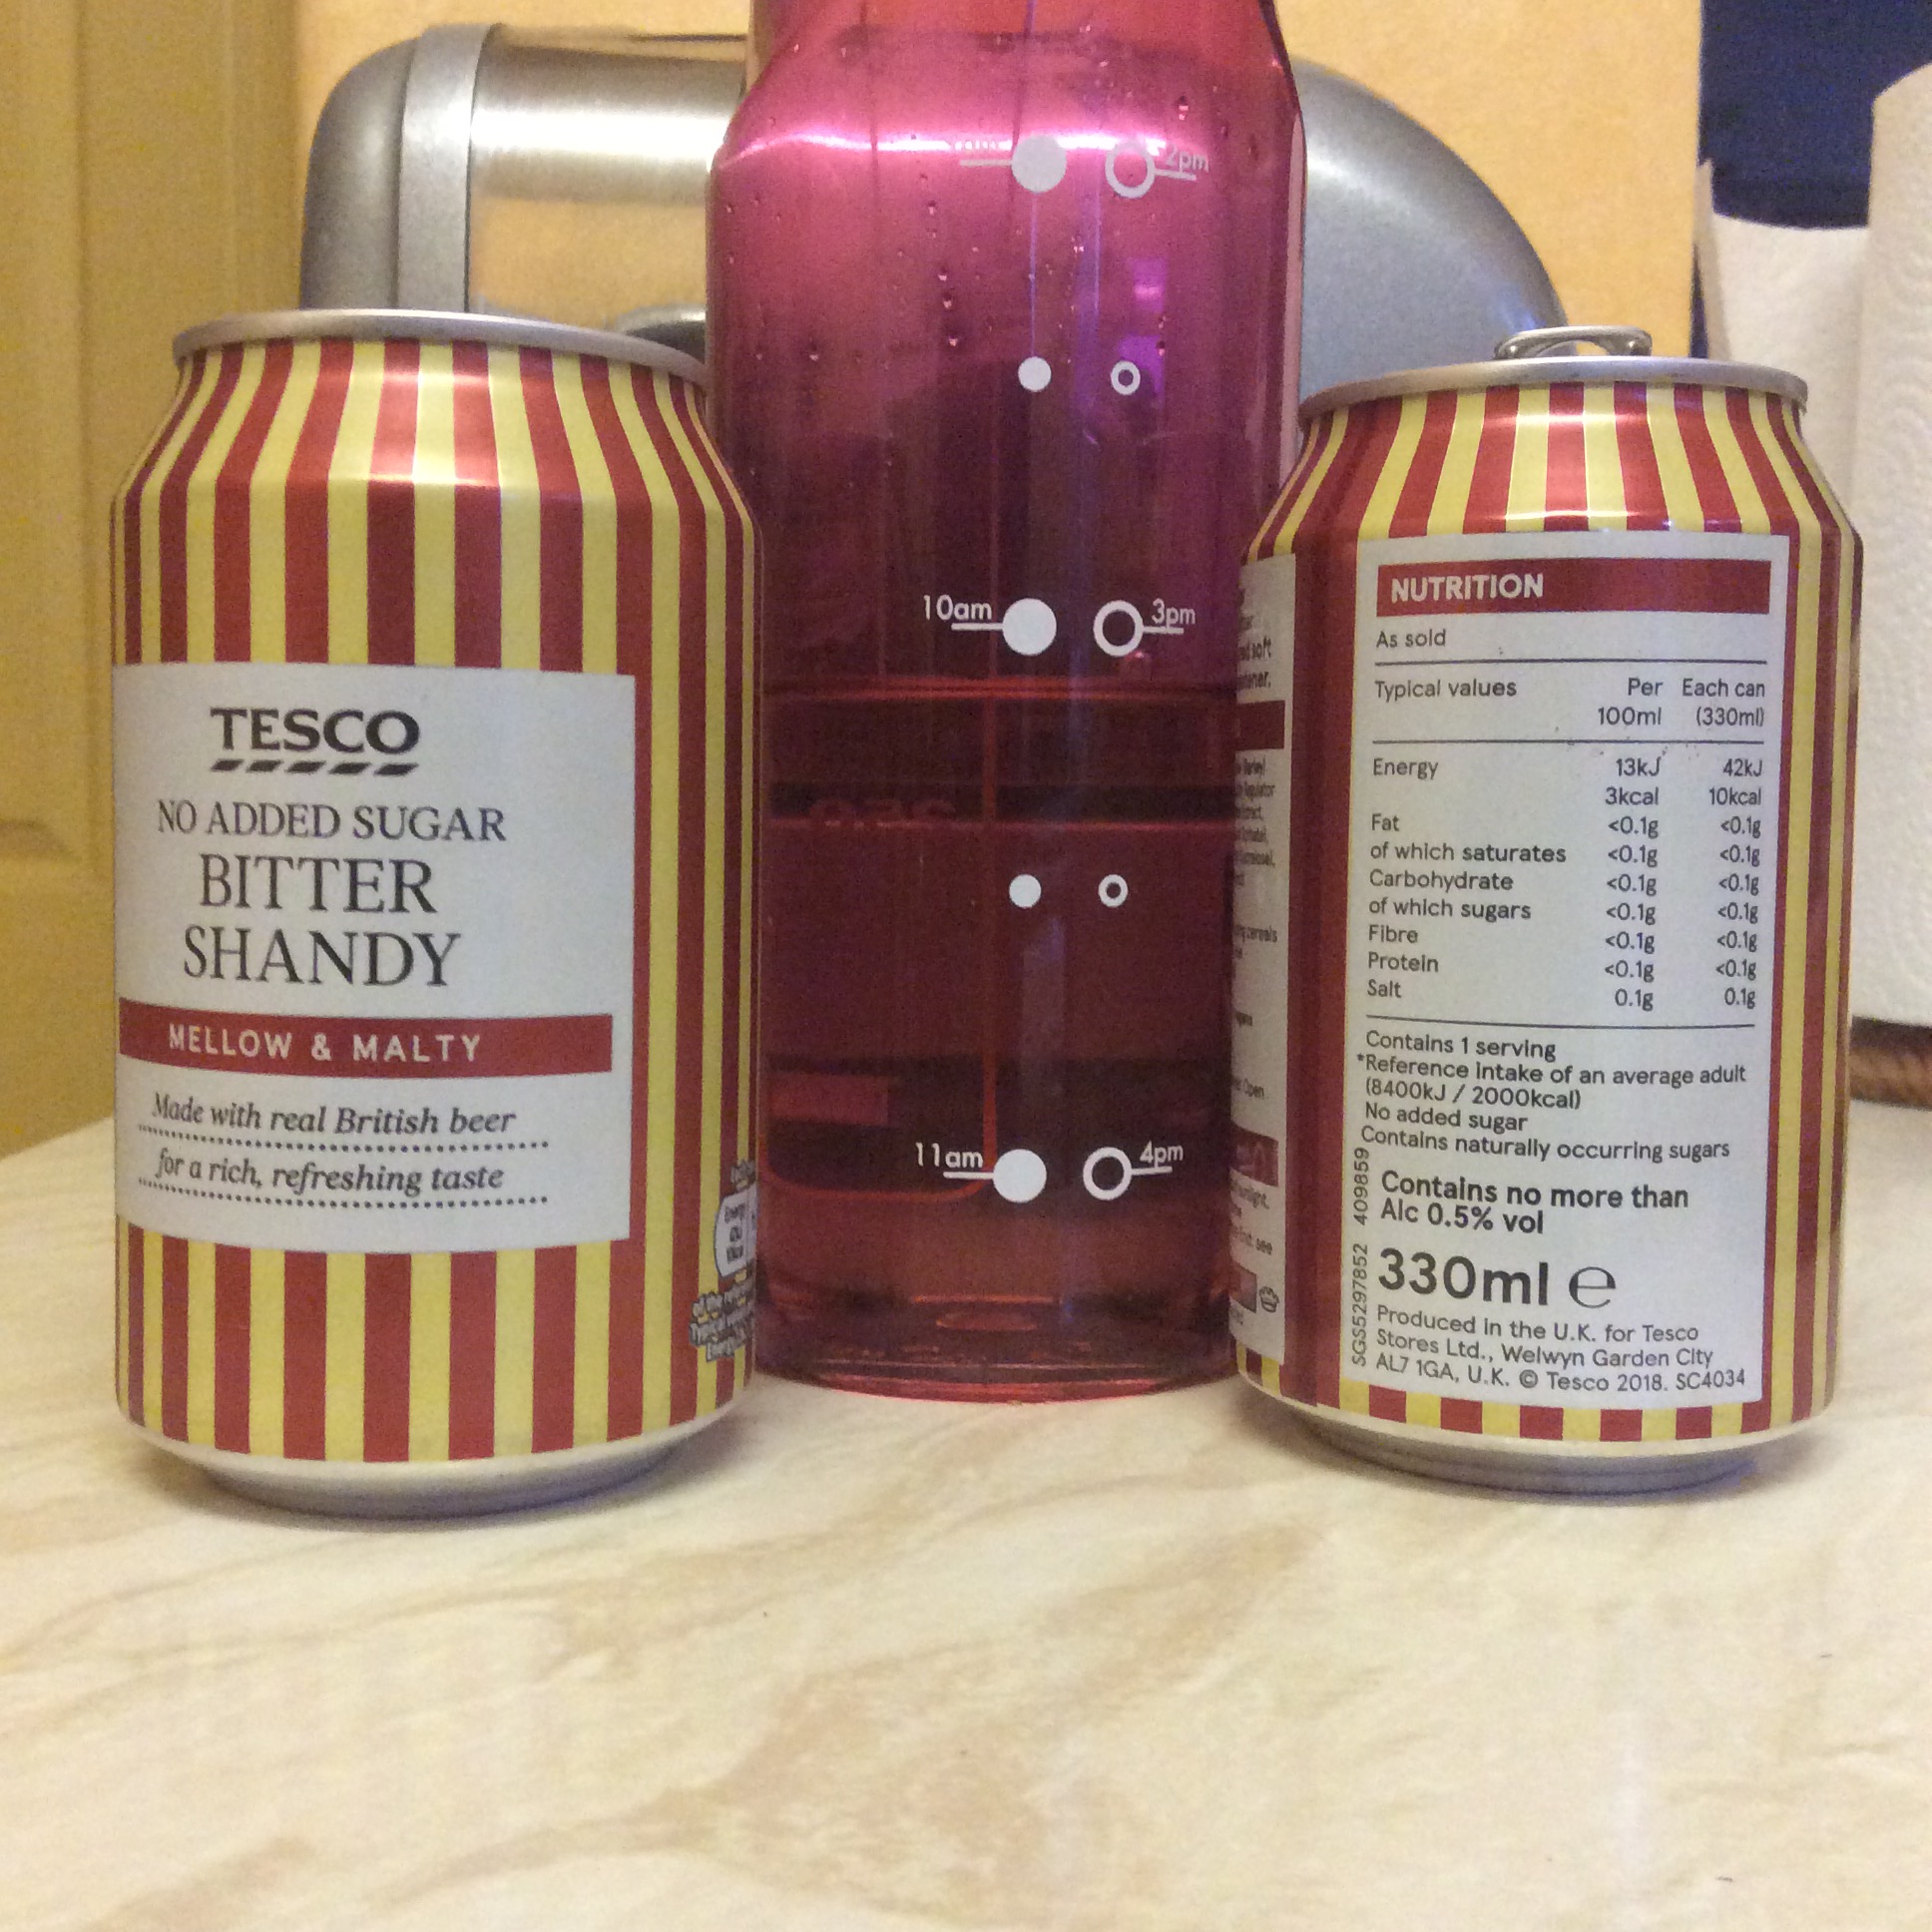 TESCO
NO ADDED SUGAR
BITTER
SHANDY
MELLOW & MALTY
Made with real British beer
for a rich, refreshing taste
Energy
2pm
10am
3pm
11am
4pm
soft
cereals
Open
see
NUTRITION
As sold
Typical values Per Each can
100ml (330ml)
Energy 13kJ 42kJ
3kcal 10kcal
Fat <0.1g <0.1g
of which saturates <0.1g <0.1g
Carbohydrate <0.1g <0.1g
of which sugars <0.1g <0.1g
Fibre <0.1g <0.1g
Protein <0.1g <0.1g
Salt 0.1g 0.1g
Contains 1 serving
*Reference intake of an average adult
(8400kJ / 2000kcal)
No added sugar
Contains naturally occurring sugars
Contains no more than
Alc 0.5% vol
330ml e
Produced in the U.K. for Tesco
Stores Ltd., Welwyn Garden City
AL7 1GA, U.K. © Tesco 2018. SC4034
SGS5297852 409859